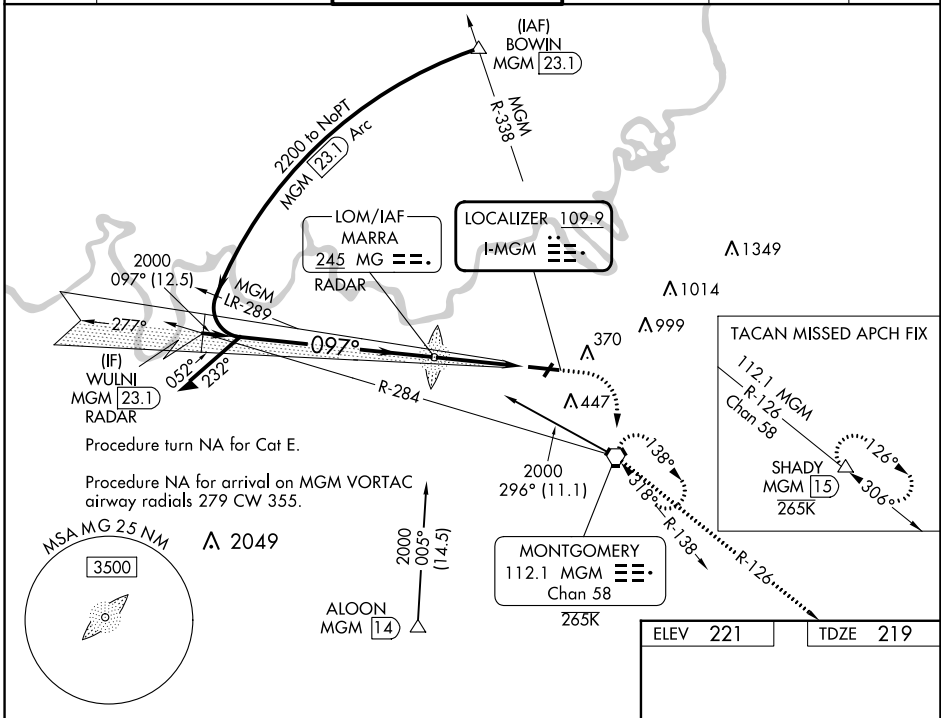 (IAF)
BOWIN
MGM 23.1
MGM
R-338
2200 to NoPT
MGM 23.1 Arc
LOM/IAF
MARRA
245 MG
RADAR
LOCALIZER 109.9
I-MGM
1349
1014
999
370
447
2000
097° (12.5)
MGM
LR-289
277°
097°
(IF)
WULNI
MGM 23.1
RADAR
052°
232°
R-284
TACAN MISSED APCH FIX
112.1 MGM
R-126
Chan 58
SHADY
MGM 15
265K
126°
306°
Procedure turn NA for Cat E.
Procedure NA for arrival on MGM VORTAC
airway radials 279 CW 355.
2000
296° (11.1)
138°
318°
R-138
R-126
MSA MG 25 NM
3500
2049
2000
005°
(14.5)
ALOON
MGM 14
MONTGOMERY
112.1 MGM
Chan 58
265K
ELEV 221
TDZE 219